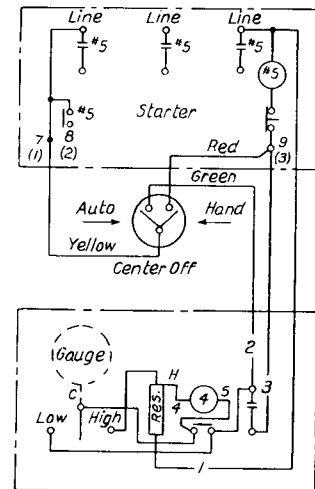 Line Line Line
#5 #5 #5 #5
#5
Starter
7 8 9
(1) (2) (3)
Red
Green
Auto Hand
Yellow
Center Off
2
Gauge
H
C 4 4 5 3
Res.
Low High
1